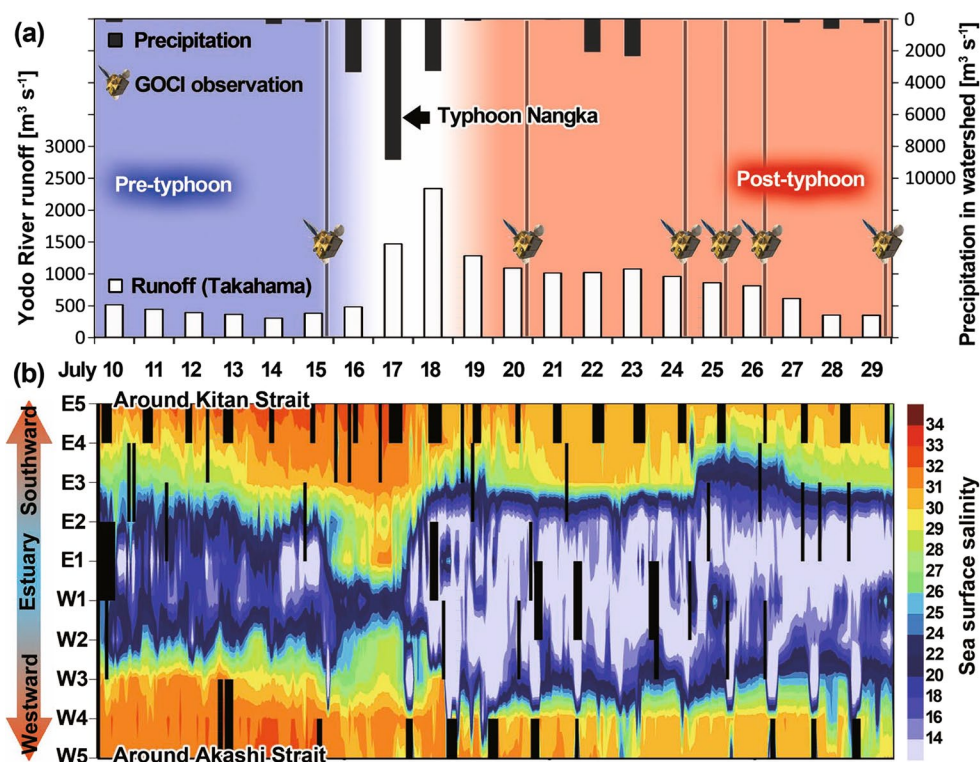 (a)
Precipitation
GOCI observation
Typhoon Nangka
Pre-typhoon
Post-typhoon
Runoff (Takahama)
Yodo River runoff [m³ s⁻¹]
3000
2500
2000
1500
1000
500
0
Precipitation in watershed [m³ s⁻¹]
0
2000
4000
6000
8000
10000
July 10 11 12 13 14 15 16 17 18 19 20 21 22 23 24 25 26 27 28 29
(b)
Around Kitan Strait
Around Akashi Strait
Southward
Estuary
Westward
E5
E4
E3
E2
E1
W1
W2
W3
W4
W5
34
33
32
31
30
29
28
27
26
25
24
22
20
18
16
14
13
Sea surface salinity